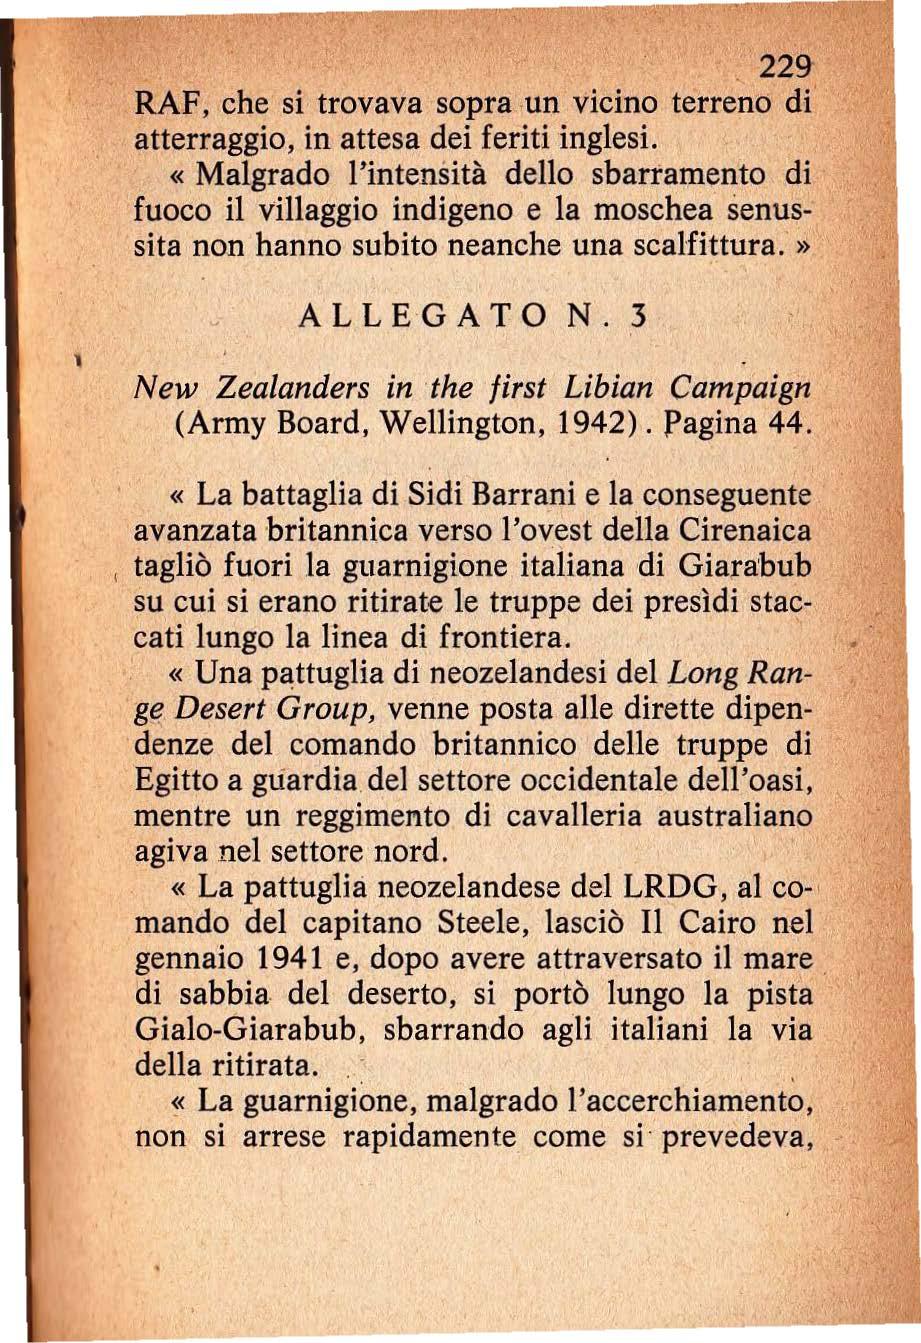 229
RAF, che si trovava sopra un vicino terreno di
atterraggio, in attesa dei feriti inglesi.
« Malgrado l'intensità dello sbarramento di
fuoco il villaggio indigeno e la moschea senus-
sita non hanno subito neanche una scalfittura. »
ALLEGATO N. 3
New Zealanders in the first Libian Campaign
(Army Board, Wellington, 1942). Pagina 44.
« La battaglia di Sidi Barrani e la conseguente
avanzata britannica verso l'ovest della Cirenaica
tagliò fuori la guarnigione italiana di Giarabub
su cui si erano ritirate le truppe dei presìdi stac-
cati lungo la linea di frontiera.
« Una pattuglia di neozelandesi del Long Ran-
ge Desert Group, venne posta alle dirette dipen-
denze del comando britannico delle truppe di
Egitto a guardia del settore occidentale dell'oasi,
mentre un reggimento di cavalleria australiano
agiva nel settore nord.
« La pattuglia neozelandese del LRDG, al co-
mando del capitano Steele, lasciò Il Cairo nel
gennaio 1941 e, dopo avere attraversato il mare
di sabbia del deserto, si portò lungo la pista
Gialo-Giarabub, sbarrando agli italiani la via
della ritirata.
« La guarnigione, malgrado l'accerchiamento,
non si arrese rapidamente come si prevedeva,